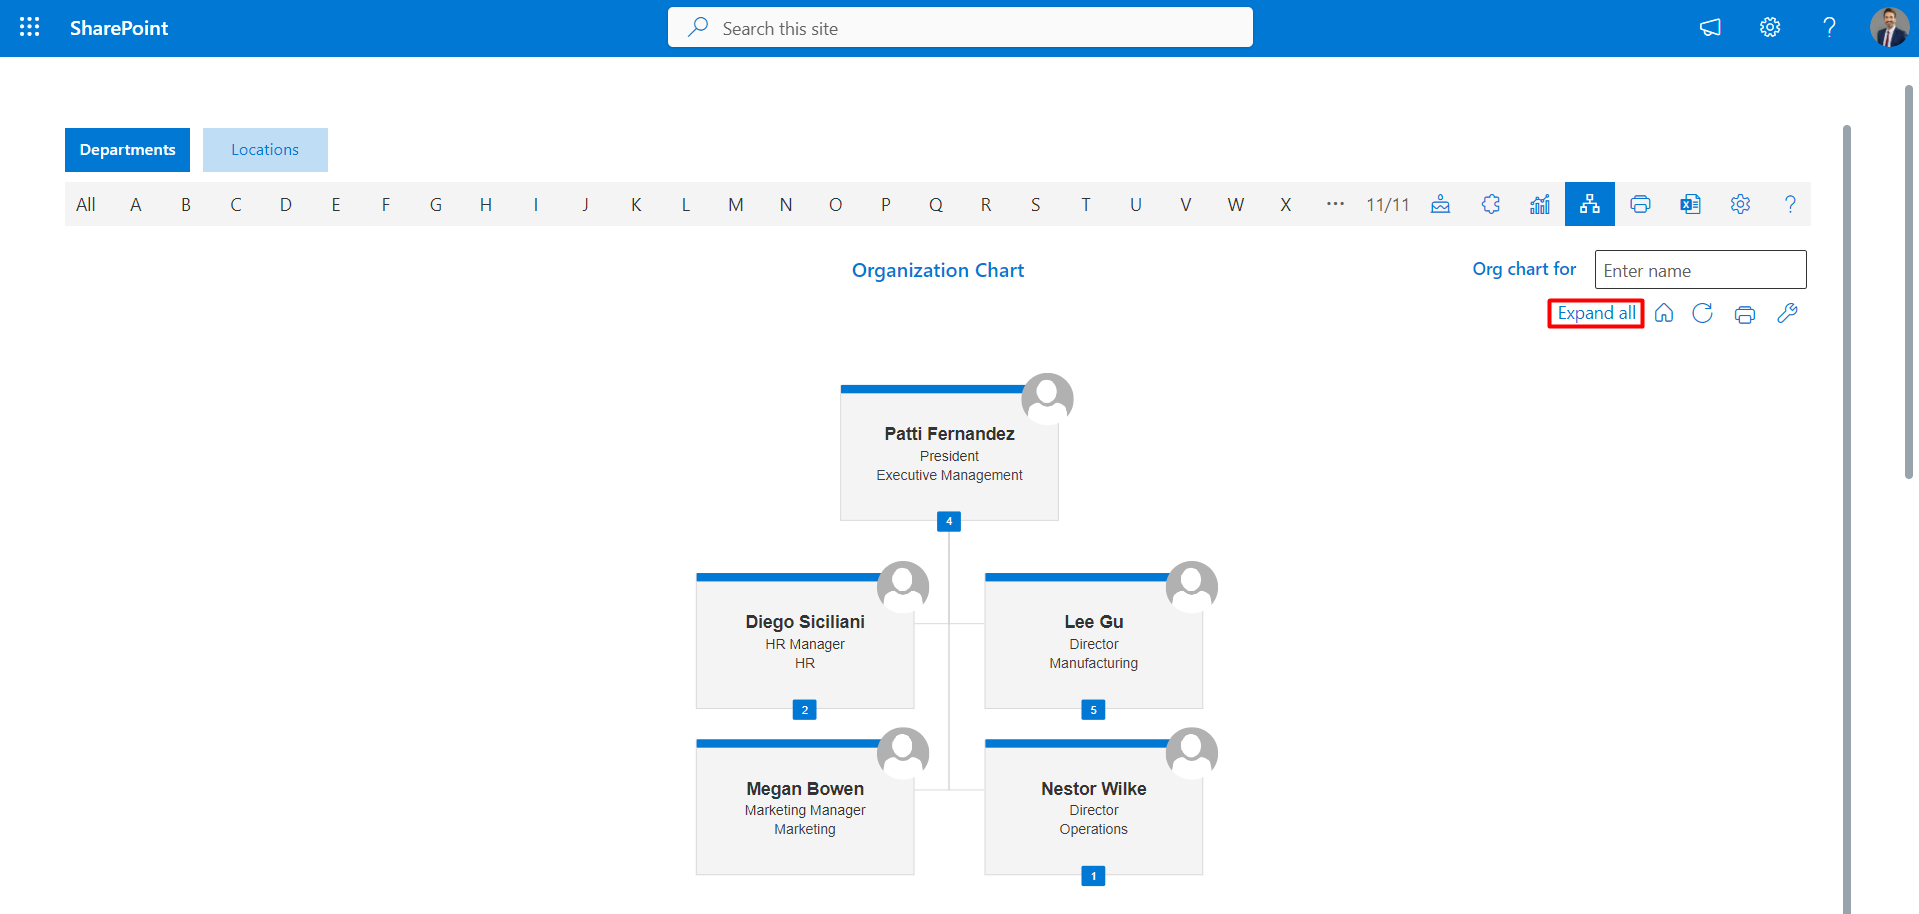 SharePoint
Search this site
?
Departments
Locations
All A B C D E F G H I J K L M N O P Q R S T U V W X ... 11/11 ?
Organization Chart
Org chart for
Enter name
Expand all
Patti Fernandez
President
Executive Management
4
Diego Siciliani
HR Manager
HR
2
Lee Gu
Director
Manufacturing
5
Megan Bowen
Marketing Manager
Marketing
Nestor Wilke
Director
Operations
1